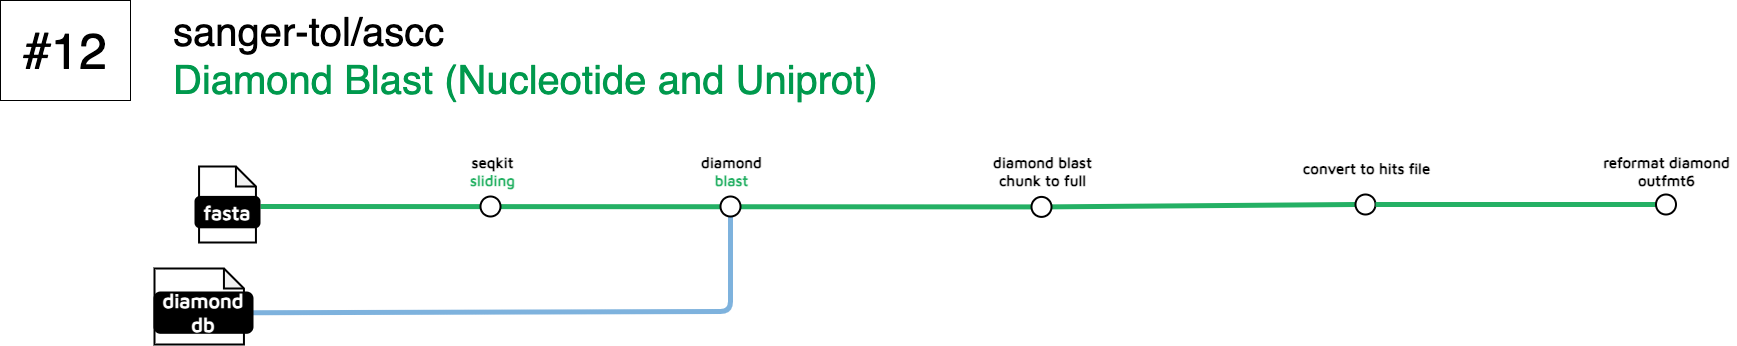 #12
sanger-tol/ascc
Diamond Blast (Nucleotide and Uniprot)
seqkit
sliding
diamond
blast
diamond blast
chunk to full
convert to hits file
reformat diamond
outfmt6
fasta
diamond
db